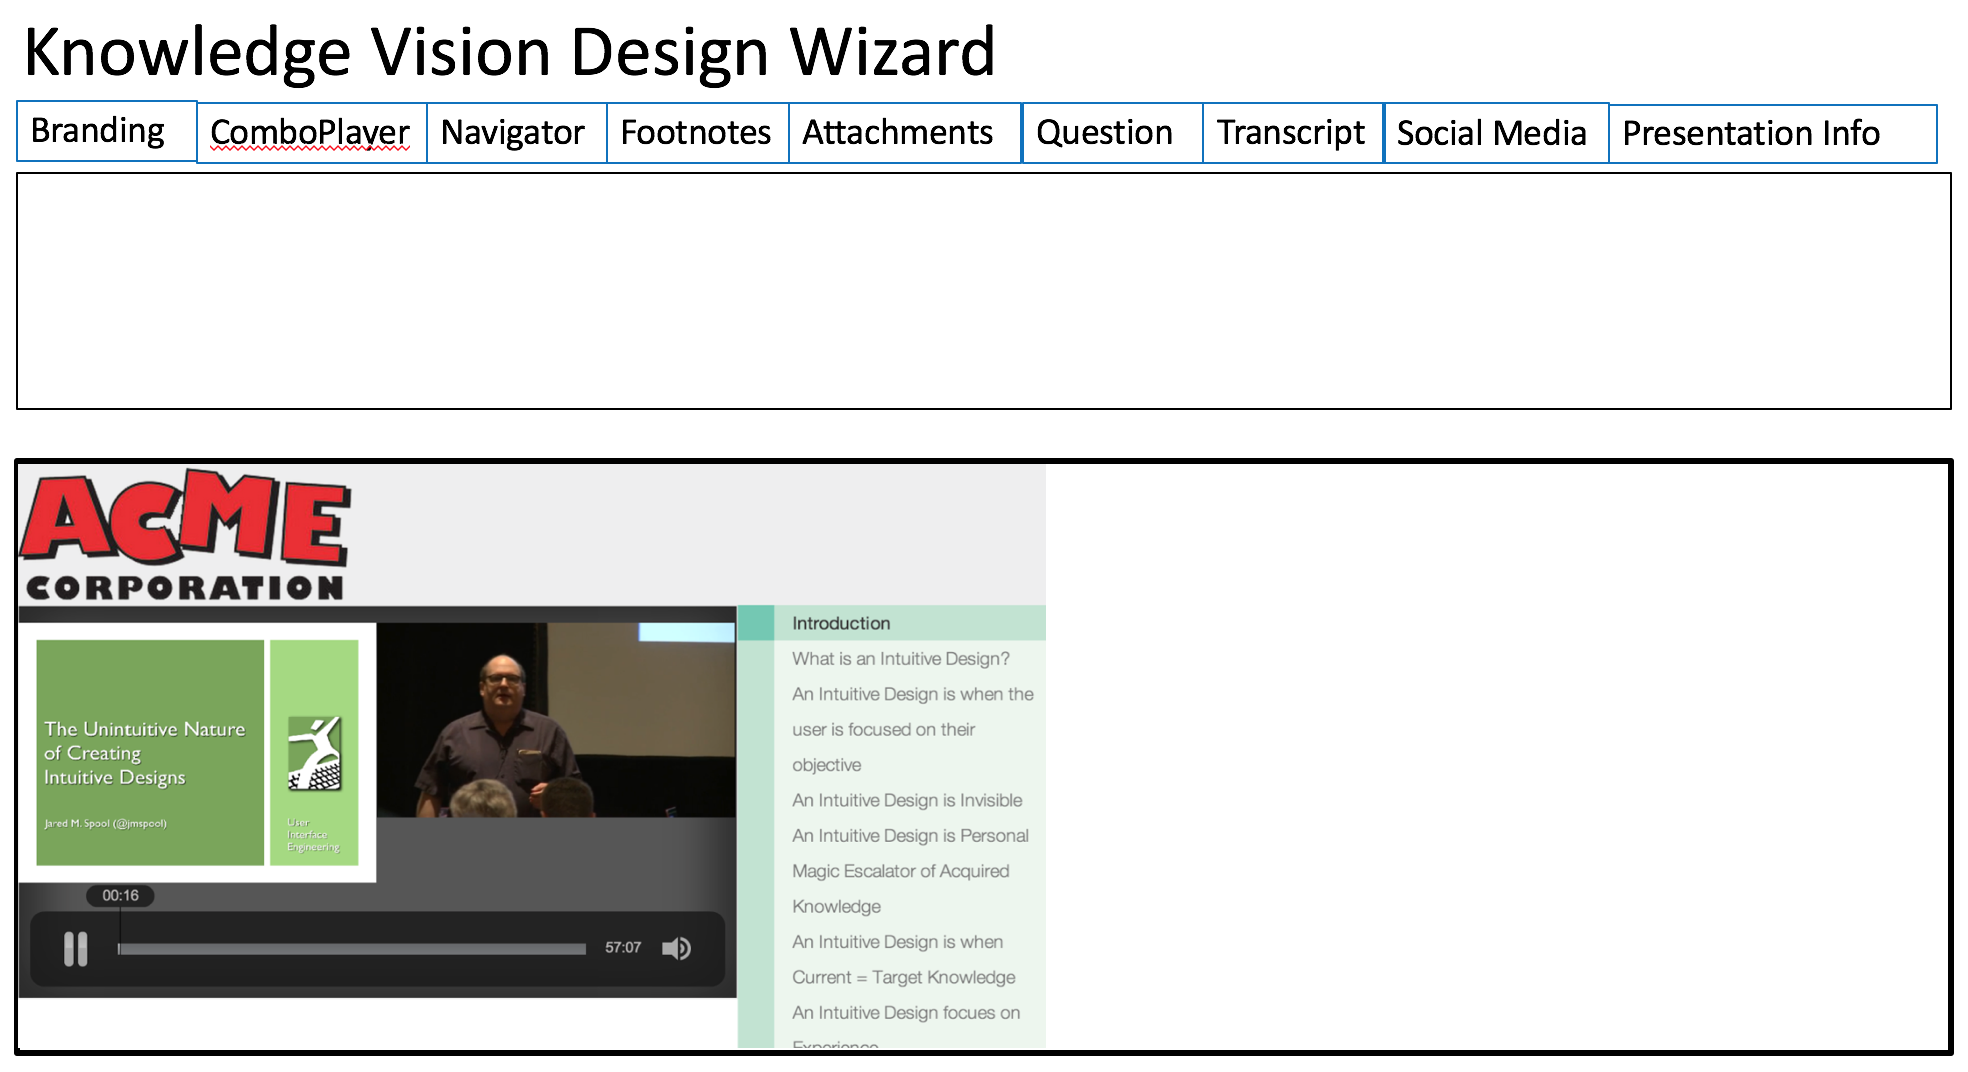 Knowledge Vision Design Wizard
Branding ComboPlayer Navigator Footnotes Attachments Question Transcript Social Media Presentation Info
ACME
CORPORATION
The Unintuitive Nature
of Creating
Intuitive Designs
Jared M. Spool (@jmspool)
User
Interface
Engineering
00:16
57:07
Introduction
What is an Intuitive Design?
An Intuitive Design is when the
user is focused on their
objective
An Intuitive Design is Invisible
An Intuitive Design is Personal
Magic Escalator of Acquired
Knowledge
An Intuitive Design is when
Current = Target Knowledge
An Intuitive Design focues on
Experience